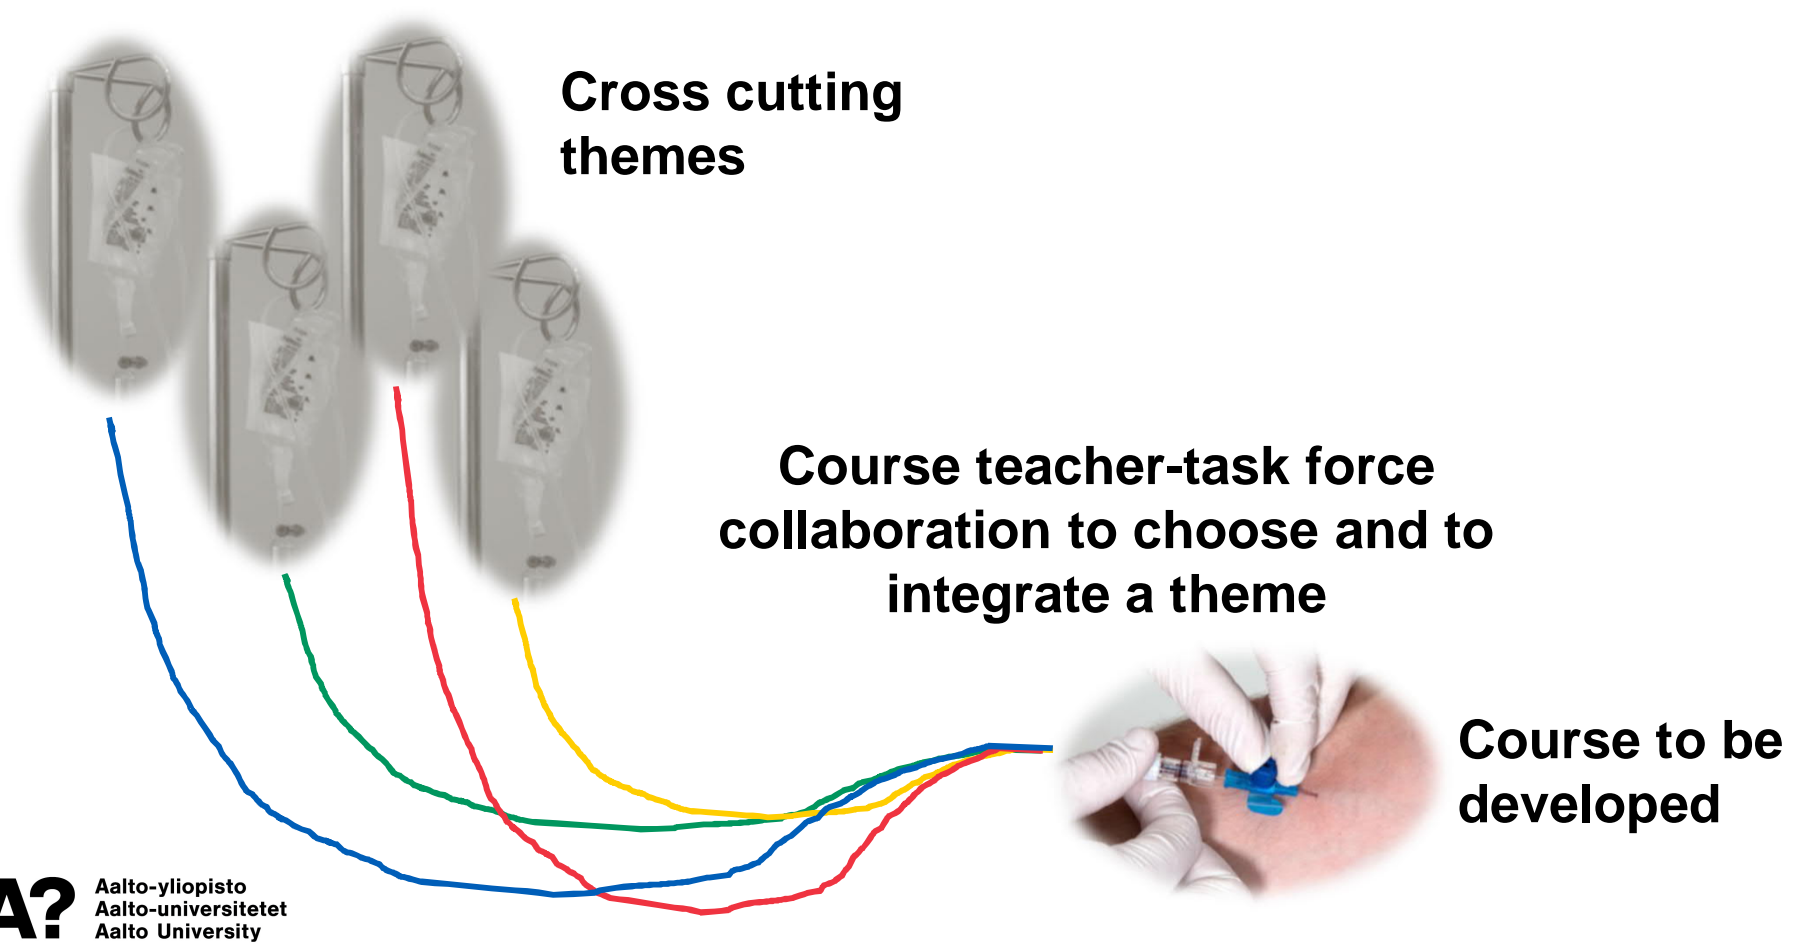 Cross cutting
themes
Course teacher-task force
collaboration to choose and to
integrate a theme
Course to be
developed
A?
Aalto-yliopisto
Aalto-universitetet
Aalto University